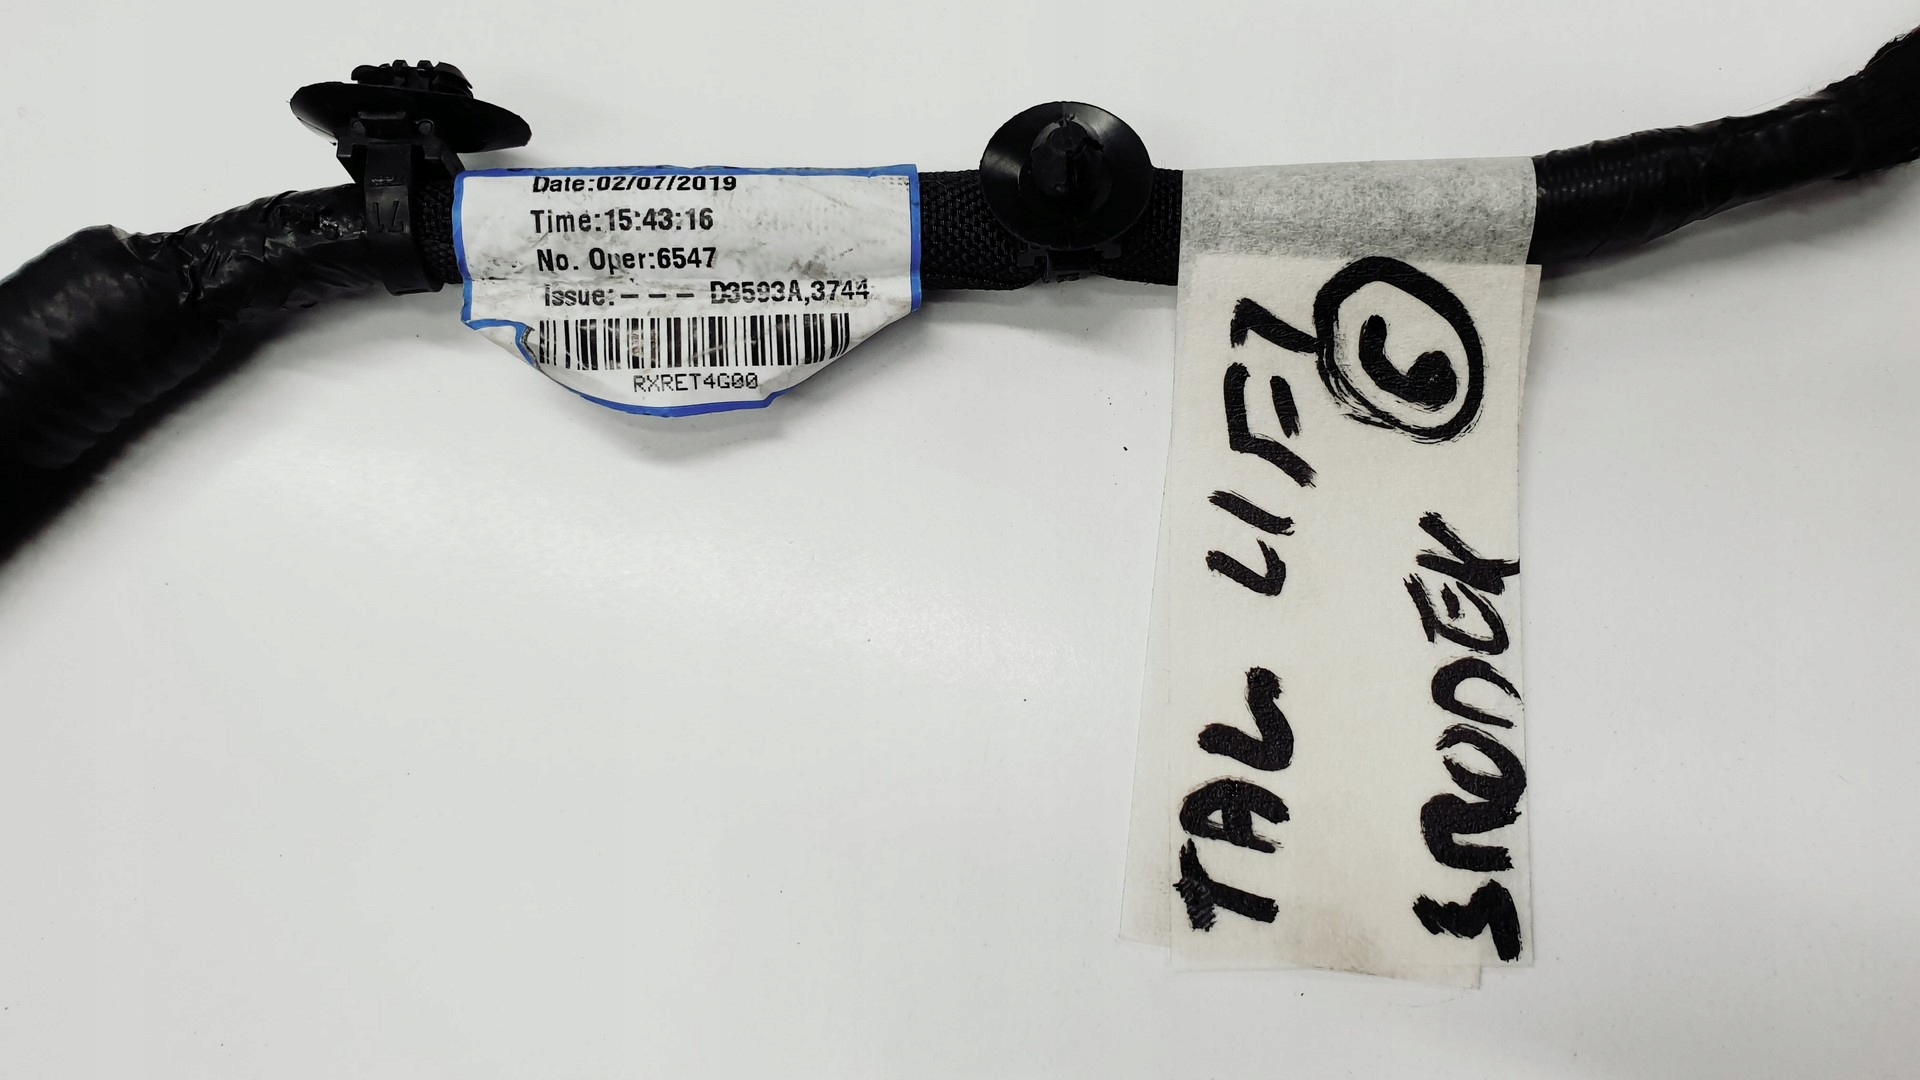 Date:02/07/2019
Time:15:43:16
No. Oper:6547
Issue:– – – D3593A,3744
RXRET4G00
TAL LIFT
SRODEK